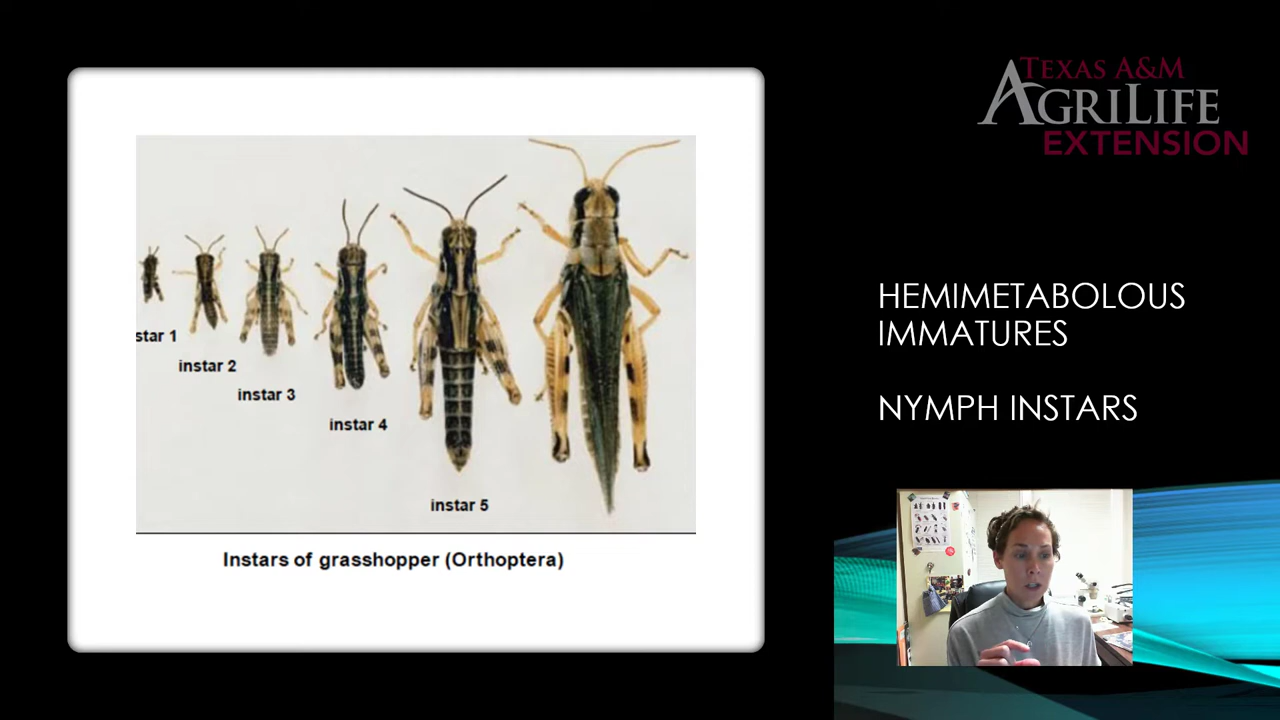 Texas A&M
AGRILIFE
EXTENSION
star 1
instar 2
instar 3
instar 4
instar 5
Instars of grasshopper (Orthoptera)
HEMIMETABOLOUS
IMMATURES
NYMPH INSTARS